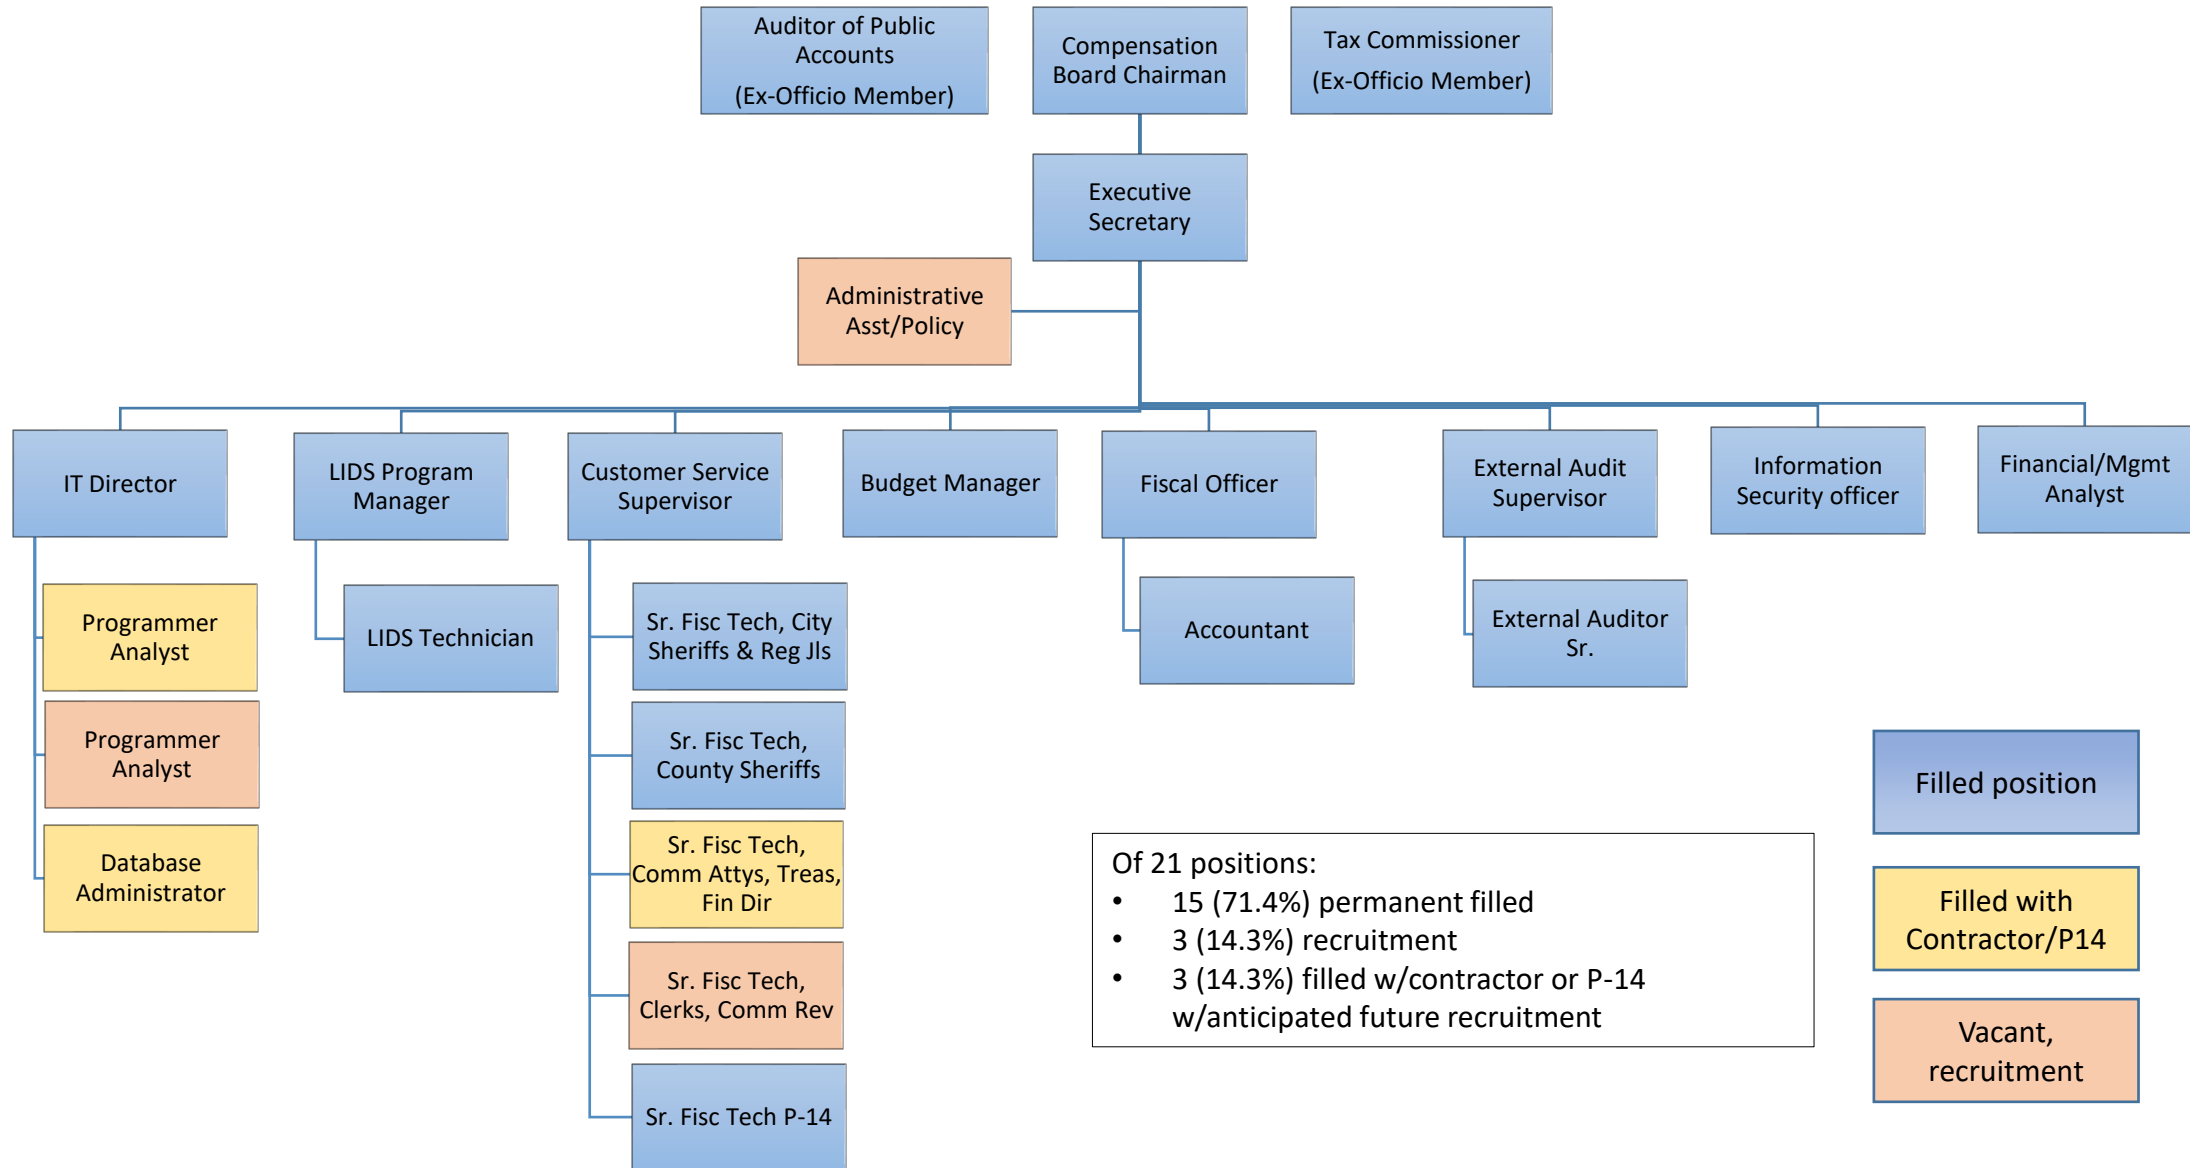 Auditor of Public
Accounts
(Ex-Officio Member)
Compensation
Board Chairman
Tax Commissioner
(Ex-Officio Member)
Executive
Secretary
Administrative
Asst/Policy
IT Director
LIDS Program
Manager
Customer Service
Supervisor
Budget Manager
Fiscal Officer
External Audit
Supervisor
Information
Security officer
Financial/Mgmt
Analyst
Programmer
Analyst
Programmer
Analyst
Database
Administrator
LIDS Technician
Sr. Fisc Tech, City
Sheriffs & Reg Jls
Sr. Fisc Tech,
County Sheriffs
Sr. Fisc Tech,
Comm Attys, Treas,
Fin Dir
Sr. Fisc Tech,
Clerks, Comm Rev
Sr. Fisc Tech P-14
Accountant
External Auditor
Sr.
Of 21 positions:
• 15 (71.4%) permanent filled
• 3 (14.3%) recruitment
• 3 (14.3%) filled w/contractor or P-14
w/anticipated future recruitment
Filled position
Filled with
Contractor/P14
Vacant,
recruitment